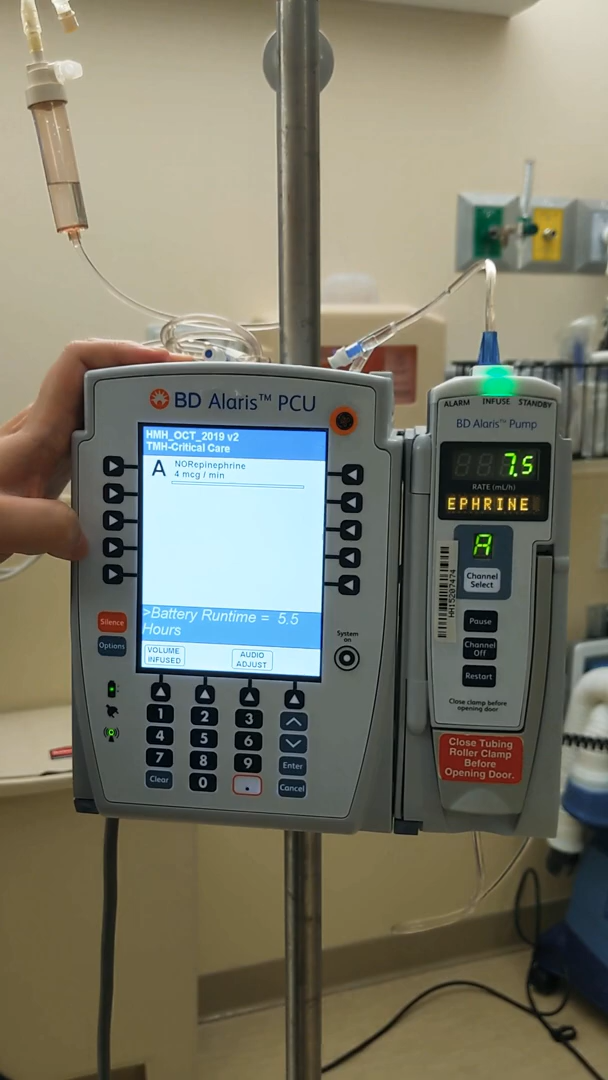 BD Alaris™ PCU
HMH_OCT_2019 v2
TMH-Critical Care
A
NORepinephrine
4 mcg / min
>Battery Runtime = 5.5
Hours
VOLUME
INFUSED
AUDIO
ADJUST
Silence
Options
System
on
1 2 3
4 5 6
7 8 9
Enter
Clear 0 . Cancel
ALARM INFUSE STANDBY
BD Alaris™ Pump
7.5
RATE (mL/h)
EPHRINE
A
Channel
Select
HH15207474
Pause
Channel
Off
Restart
Close clamp before
opening door
Close Tubing
Roller Clamp
Before
Opening Door.